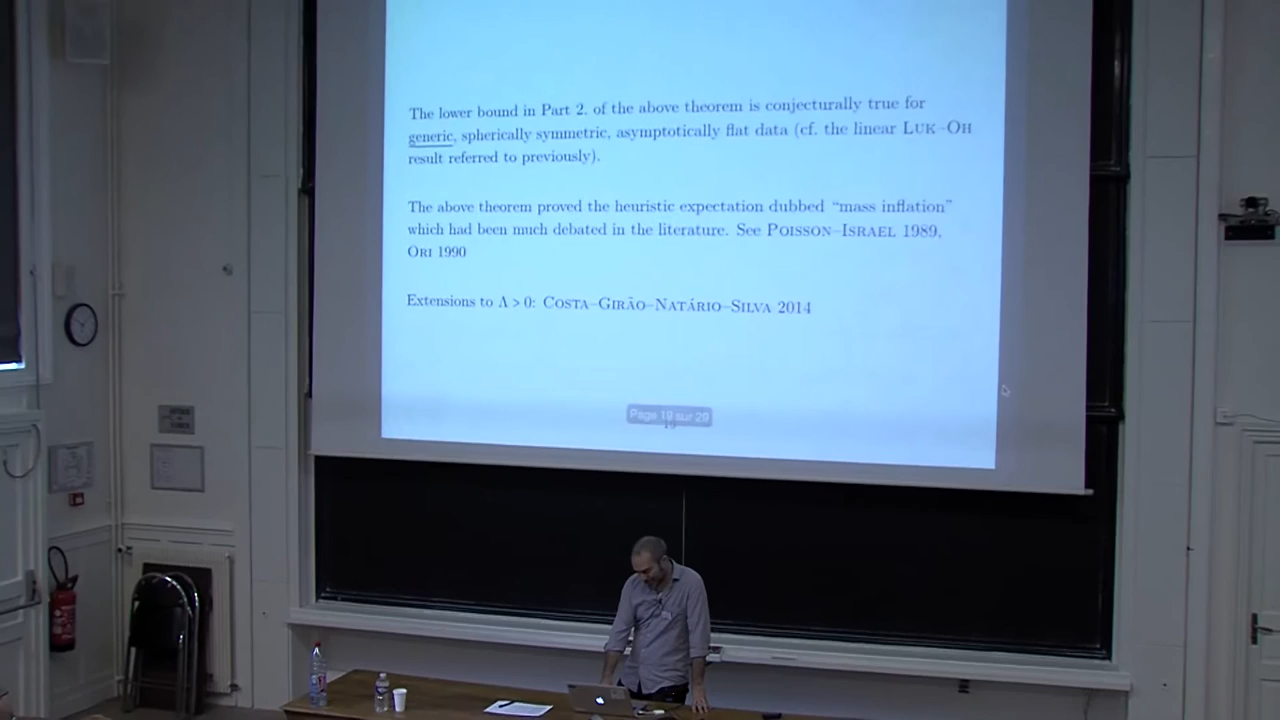 The lower bound in Part 2. of the above theorem is conjecturally true for
generic, spherically symmetric, asymptotically flat data (cf. the linear LUK–OH
result referred to previously).
The above theorem proved the heuristic expectation dubbed “mass inflation”
which had been much debated in the literature. See POISSON–ISRAEL 1989,
ORI 1990
Extensions to Λ > 0: COSTA–GIRÃO–NATÁRIO–SILVA 2014
Page 19 sur 29
19